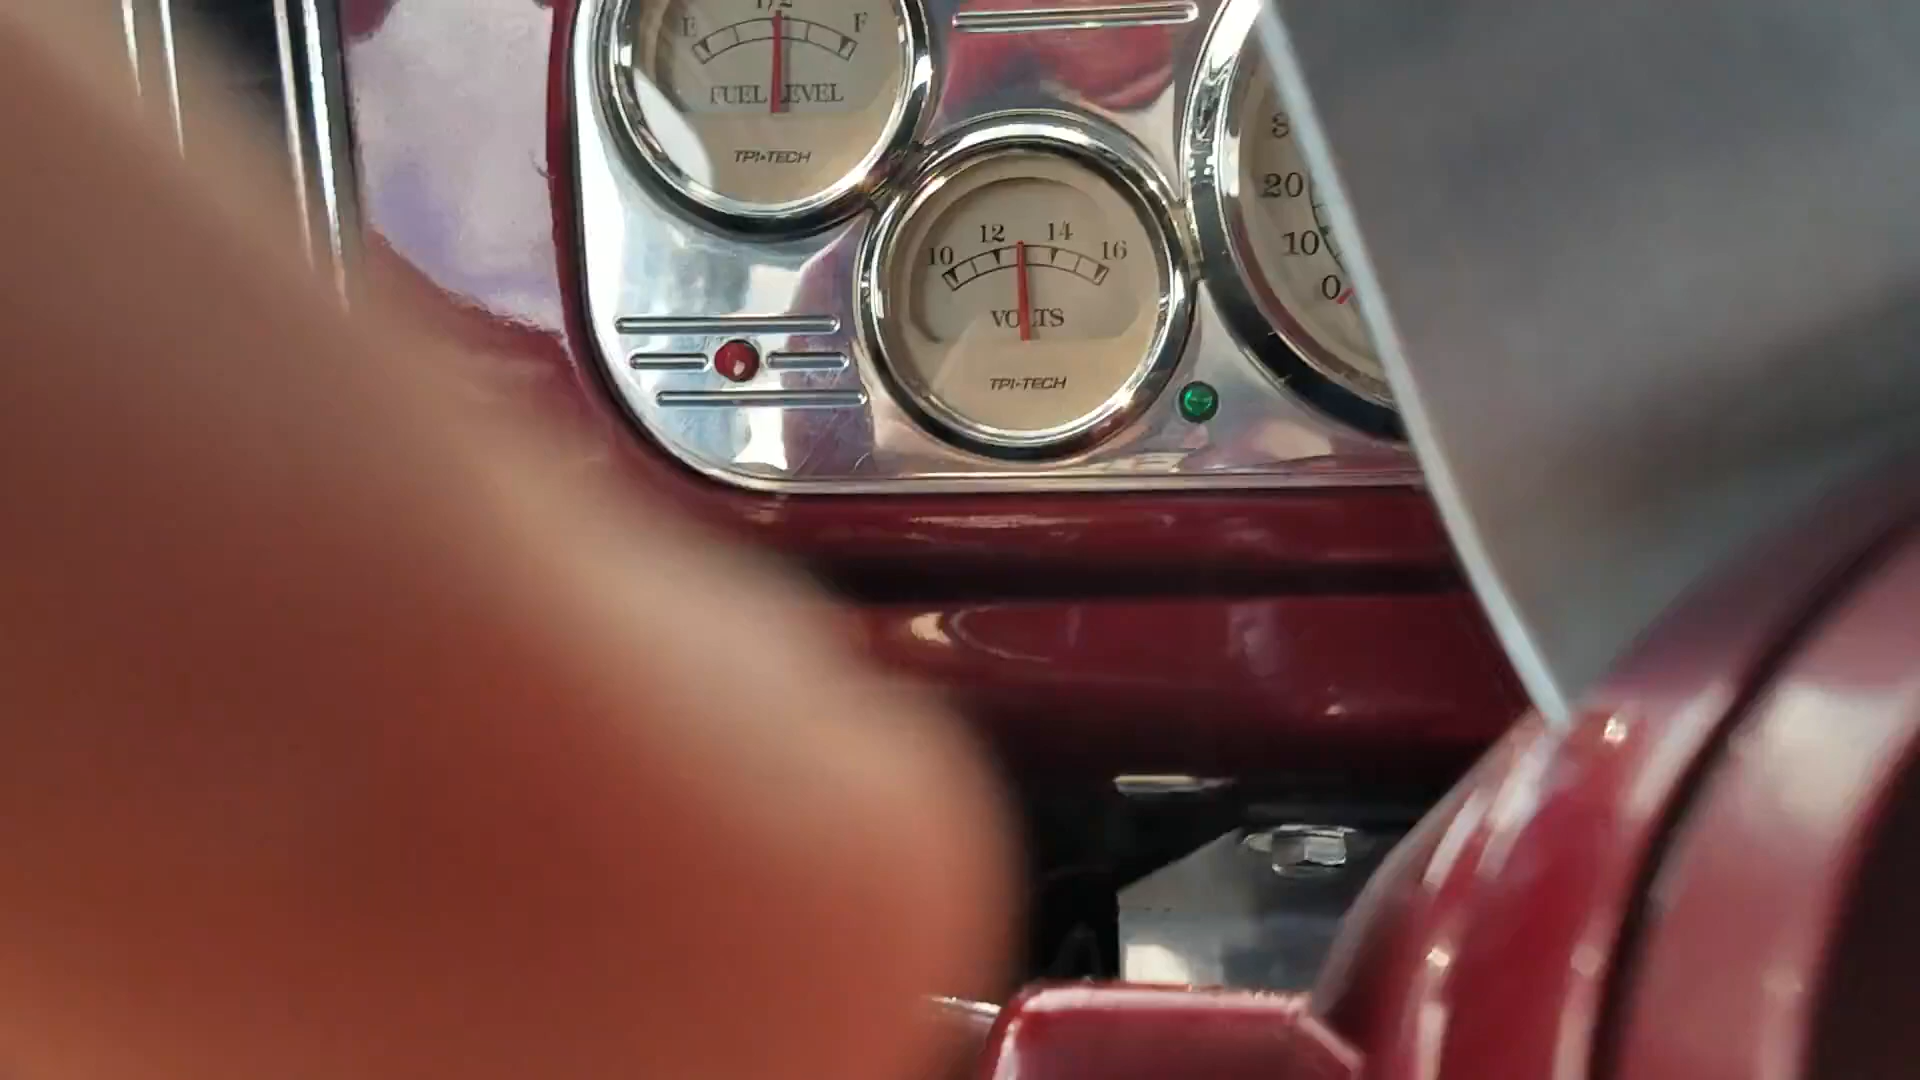 E 1/2 F
FUEL LEVEL
TPI-TECH
10 12 14 16
VOLTS
TPI-TECH
20
10
0